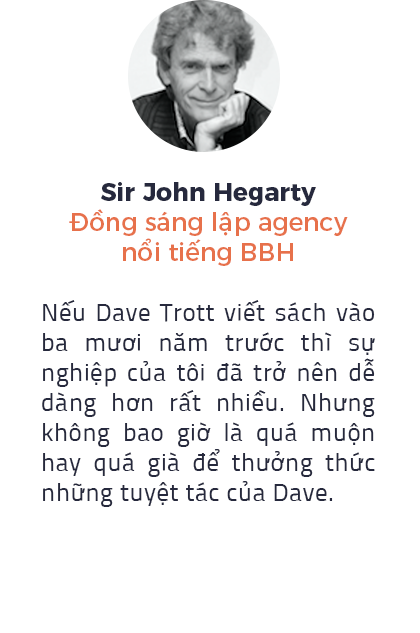 Sir John Hegarty
Đồng sáng lập agency
nổi tiếng BBH
Nếu Dave Trott viết sách vào
ba mươi năm trước thì sự
nghiệp của tôi đã trở nên dễ
dàng hơn rất nhiều. Nhưng
không bao giờ là quá muộn
hay quá già để thưởng thức
những tuyệt tác của Dave.